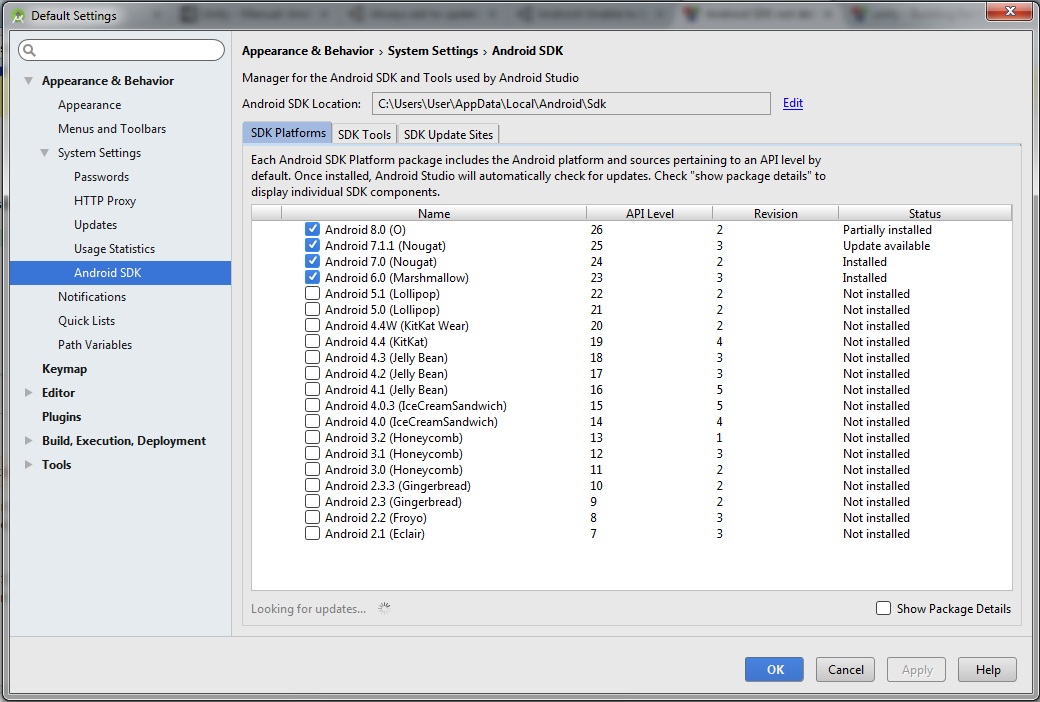 Default Settings
Appearance & Behavior
Appearance
Menus and Toolbars
System Settings
Passwords
HTTP Proxy
Updates
Usage Statistics
Android SDK
Notifications
Quick Lists
Path Variables
Keymap
Editor
Plugins
Build, Execution, Deployment
Tools
Appearance & Behavior › System Settings › Android SDK
Manager for the Android SDK and Tools used by Android Studio
Android SDK Location: C:\Users\User\AppData\Local\Android\Sdk Edit
SDK Platforms SDK Tools SDK Update Sites
Each Android SDK Platform package includes the Android platform and sources pertaining to an API level by
default. Once installed, Android Studio will automatically check for updates. Check "show package details" to
display individual SDK components.
Name API Level Revision Status
Android 8.0 (O) 26 2 Partially installed
Android 7.1.1 (Nougat) 25 3 Update available
Android 7.0 (Nougat) 24 2 Installed
Android 6.0 (Marshmallow) 23 3 Installed
Android 5.1 (Lollipop) 22 2 Not installed
Android 5.0 (Lollipop) 21 2 Not installed
Android 4.4W (KitKat Wear) 20 2 Not installed
Android 4.4 (KitKat) 19 4 Not installed
Android 4.3 (Jelly Bean) 18 3 Not installed
Android 4.2 (Jelly Bean) 17 3 Not installed
Android 4.1 (Jelly Bean) 16 5 Not installed
Android 4.0.3 (IceCreamSandwich) 15 5 Not installed
Android 4.0 (IceCreamSandwich) 14 4 Not installed
Android 3.2 (Honeycomb) 13 1 Not installed
Android 3.1 (Honeycomb) 12 3 Not installed
Android 3.0 (Honeycomb) 11 2 Not installed
Android 2.3.3 (Gingerbread) 10 2 Not installed
Android 2.3 (Gingerbread) 9 2 Not installed
Android 2.2 (Froyo) 8 3 Not installed
Android 2.1 (Eclair) 7 3 Not installed
Looking for updates... Show Package Details
OK Cancel Apply Help